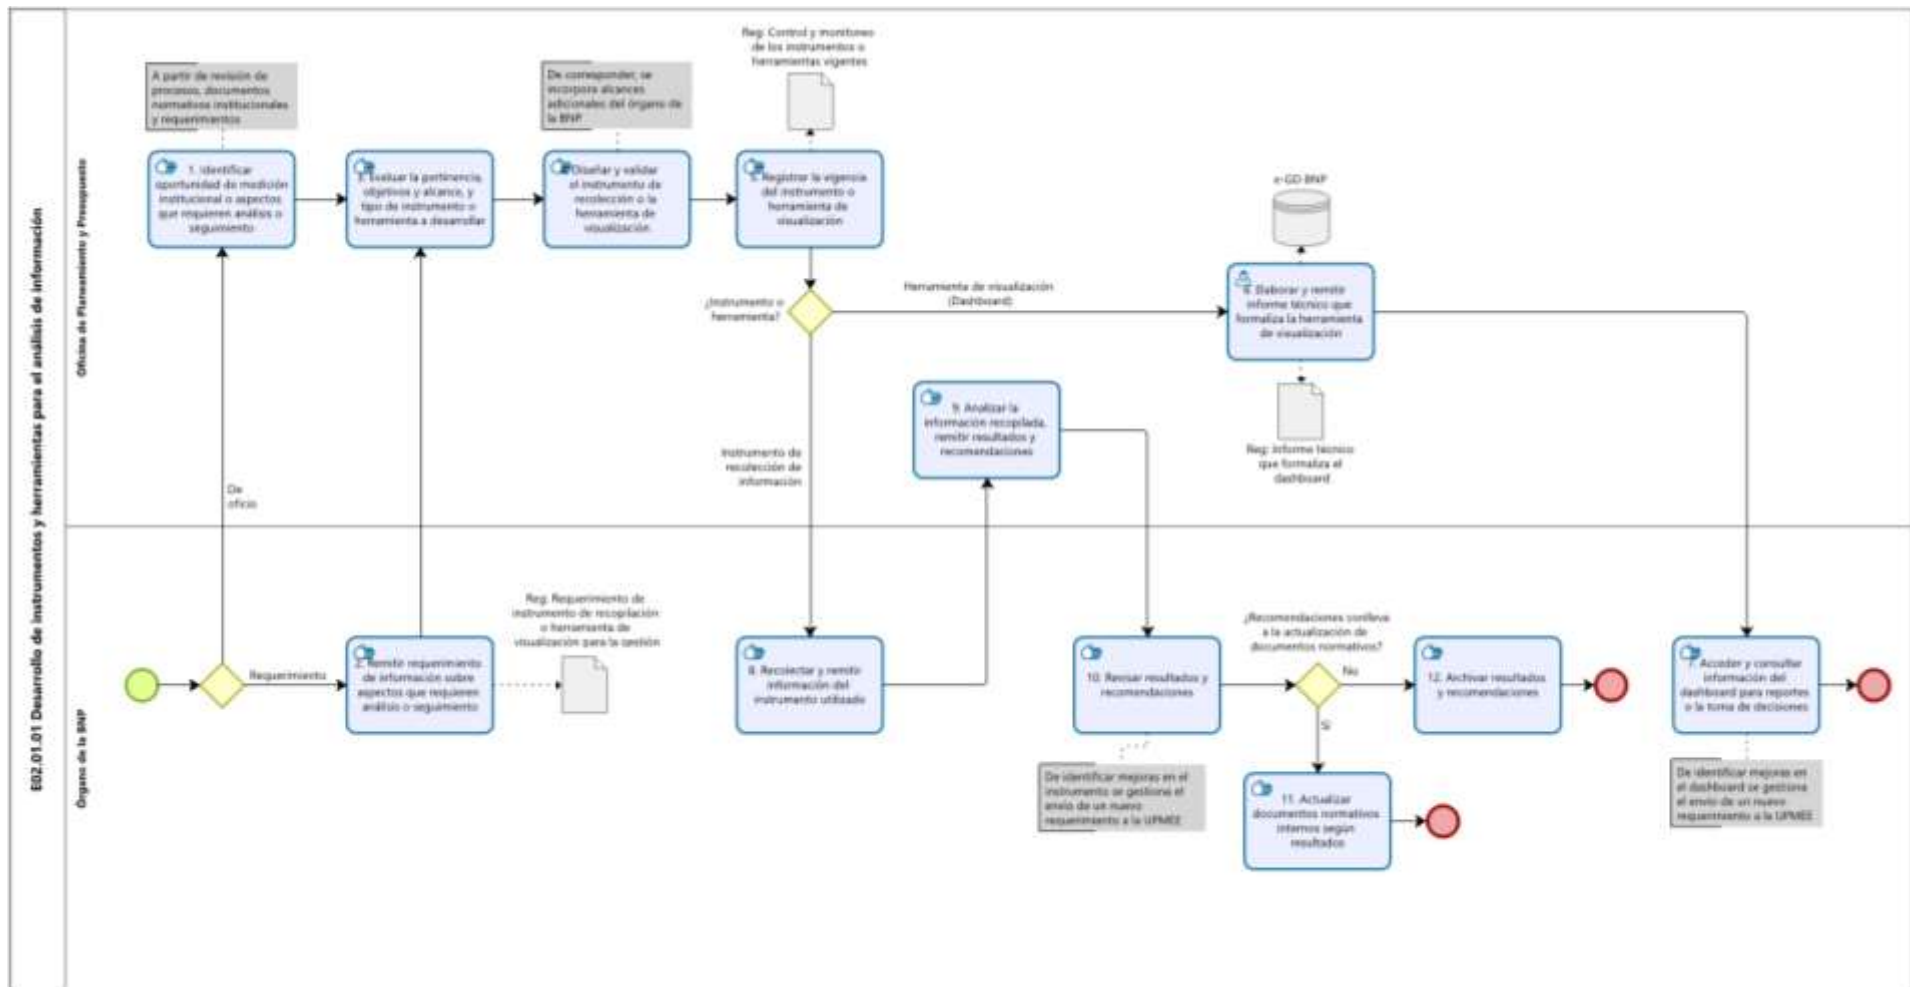 E02.01.01 Desarrollo de instrumentos y herramientas para el análisis de información
Oficina de Planeamiento y Presupuesto
A partir de revisión de
procesos, documentos
normativos institucionales
y requerimientos
1. Identificar
oportunidad de medición
institucional o aspectos
que requieren análisis o
seguimiento
3. Evaluar la pertinencia,
objetivos y alcance, y
tipo de instrumento o
herramienta a desarrollar
De corresponder, se
incorpora alcances
adicionales del órgano de
la BNP
Diseñar y validar
el instrumento de
recolección o la
herramienta de
visualización.
Reg: Control y monitoreo
de los instrumentos o
herramientas vigentes
5. Registrar la vigencia
del instrumento o
herramienta de
visualización
¿Instrumento o
herramienta?
Herramienta de visualización
(Dashboard)
e-GD-BNP
6. Elaborar y remitir
informe técnico que
formaliza la herramienta
de visualización
Reg: Informe técnico
que formaliza el
dashboard
9. Analizar la
información recopilada,
remitir resultados y
recomendaciones
Instrumento de
recolección de
información
De
oficio
Órgano de la BNP
Requerimiento
2. Remitir requerimiento
de información sobre
aspectos que requieren
análisis o seguimiento
Reg: Requerimiento de
instrumento de recopilación
o herramienta de
visualización para la gestión
8. Recolectar y remitir
información del
instrumento utilizado
10. Revisar resultados y
recomendaciones
De identificar mejoras en el
instrumento se gestiona el
envío de un nuevo
requerimiento a la UPMEE
¿Recomendaciones conlleva
a la actualización de
documentos normativos?
No
Sí
12. Archivar resultados
y recomendaciones
11. Actualizar
documentos normativos
internos según
resultados
7. Acceder y consultar
información del
dashboard para reportes
o la toma de decisiones
De identificar mejoras en
el dashboard se gestiona
el envío de un nuevo
requerimiento a la UPMEE